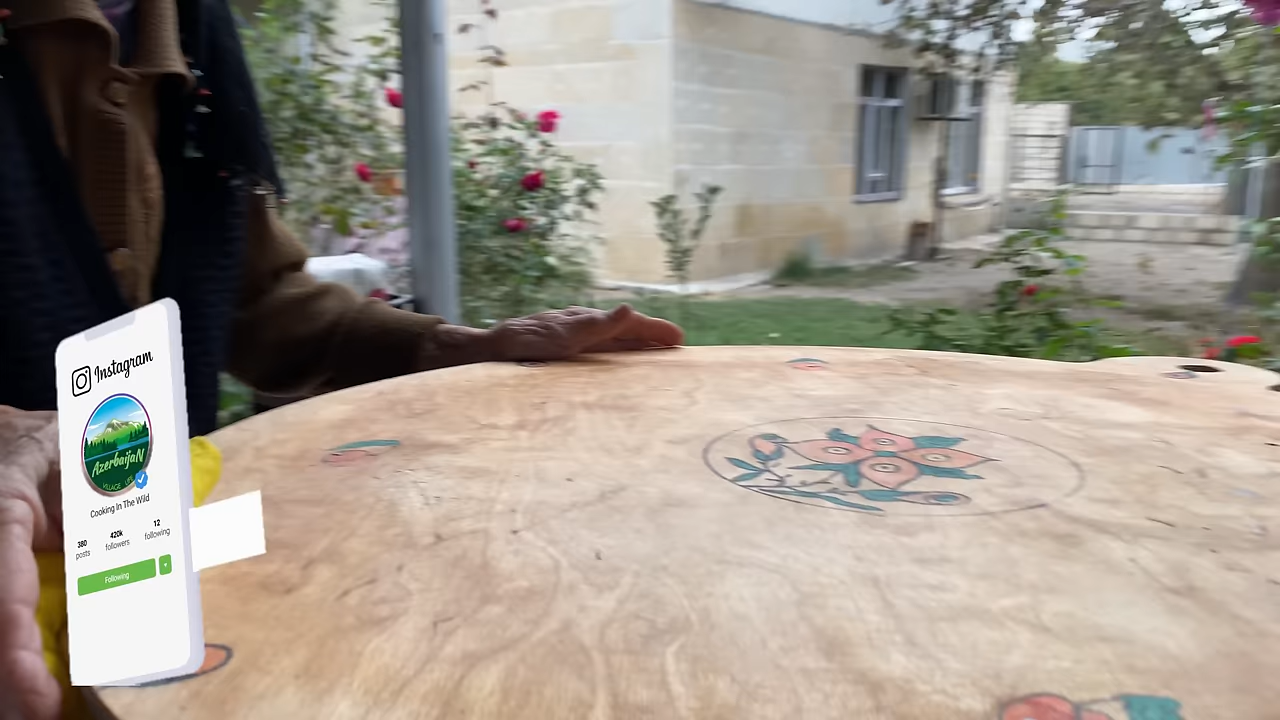 Instagram
AzerbaijaN
VILLAGE LIFE
Cooking In The Wild
380 420k 12
posts followers following
Following